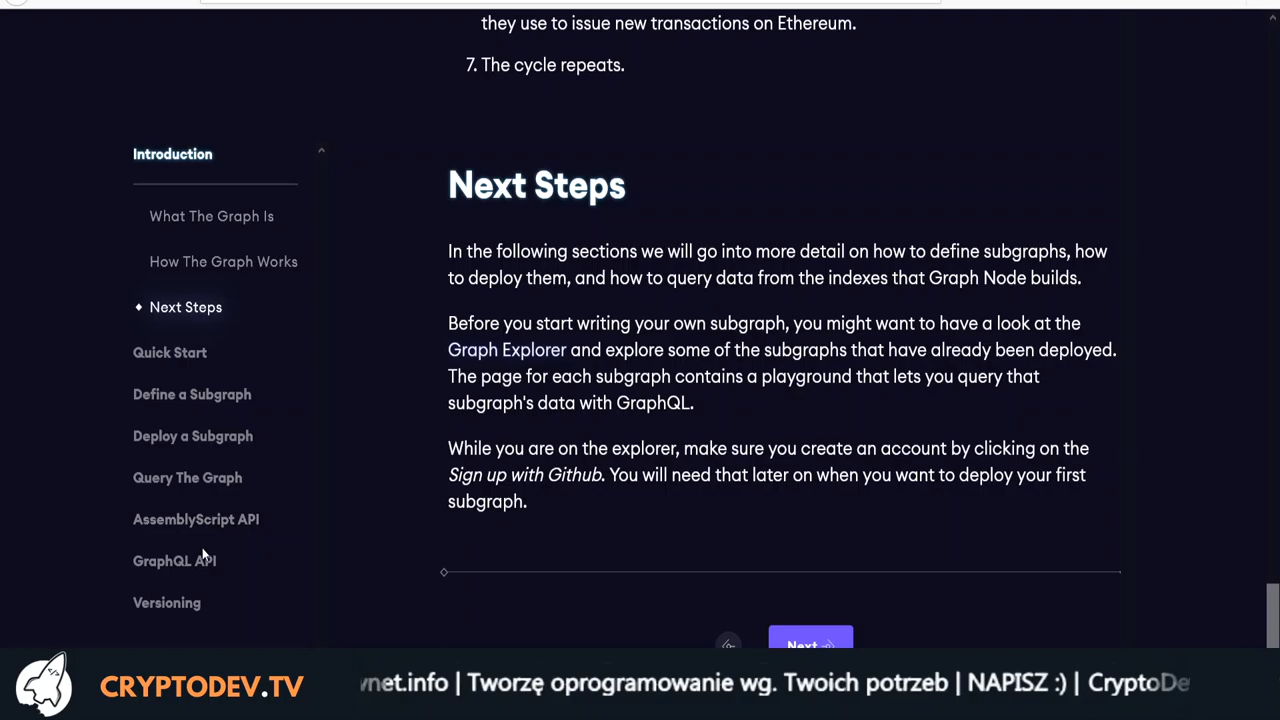 they use to issue new transactions on Ethereum.
7. The cycle repeats.
Introduction
What The Graph Is
How The Graph Works
Next Steps
Quick Start
Define a Subgraph
Deploy a Subgraph
Query The Graph
AssemblyScript API
GraphQL API
Versioning
Next Steps
In the following sections we will go into more detail on how to define subgraphs, how
to deploy them, and how to query data from the indexes that Graph Node builds.
Before you start writing your own subgraph, you might want to have a look at the
Graph Explorer and explore some of the subgraphs that have already been deployed.
The page for each subgraph contains a playground that lets you query that
subgraph's data with GraphQL.
While you are on the explorer, make sure you create an account by clicking on the
Sign up with Github. You will need that later on when you want to deploy your first
subgraph.
Next
CRYPTODEV.TV
vnet.info | Tworzę oprogramowanie wg. Twoich potrzeb | NAPISZ :) | CryptoDe